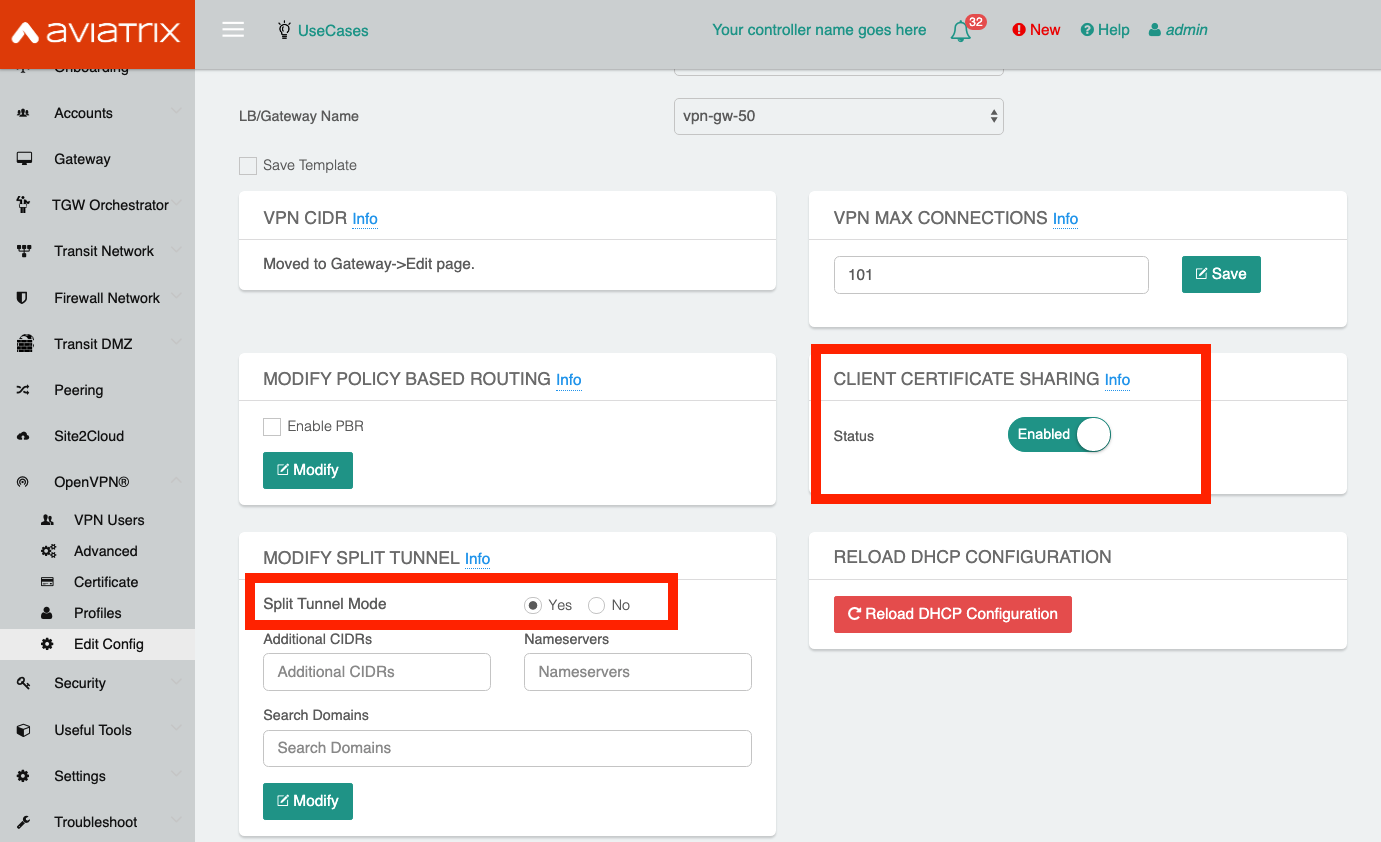 aviatrix
UseCases
Your controller name goes here
32
New
Help
admin
Onboarding
Accounts
Gateway
TGW Orchestrator
Transit Network
Firewall Network
Transit DMZ
Peering
Site2Cloud
OpenVPN®
VPN Users
Advanced
Certificate
Profiles
Edit Config
Security
Useful Tools
Settings
Troubleshoot
LB/Gateway Name
vpn-gw-50
Save Template
VPN CIDR Info
Moved to Gateway->Edit page.
VPN MAX CONNECTIONS Info
101
Save
MODIFY POLICY BASED ROUTING Info
Enable PBR
Modify
CLIENT CERTIFICATE SHARING Info
Status
Enabled
MODIFY SPLIT TUNNEL Info
Split Tunnel Mode
Yes
No
Additional CIDRs
Nameservers
Additional CIDRs
Nameservers
Search Domains
Search Domains
Modify
RELOAD DHCP CONFIGURATION
Reload DHCP Configuration